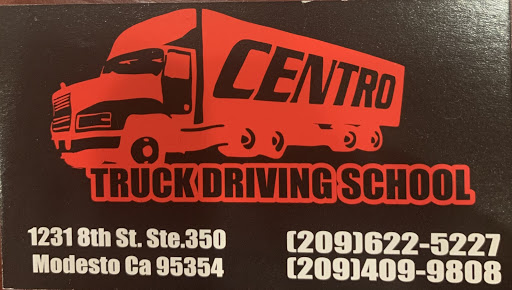 CENTRO
TRUCK DRIVING SCHOOL
1231 8th St. Ste.350
Modesto Ca 95354
(209)622-5227
(209)409-9808